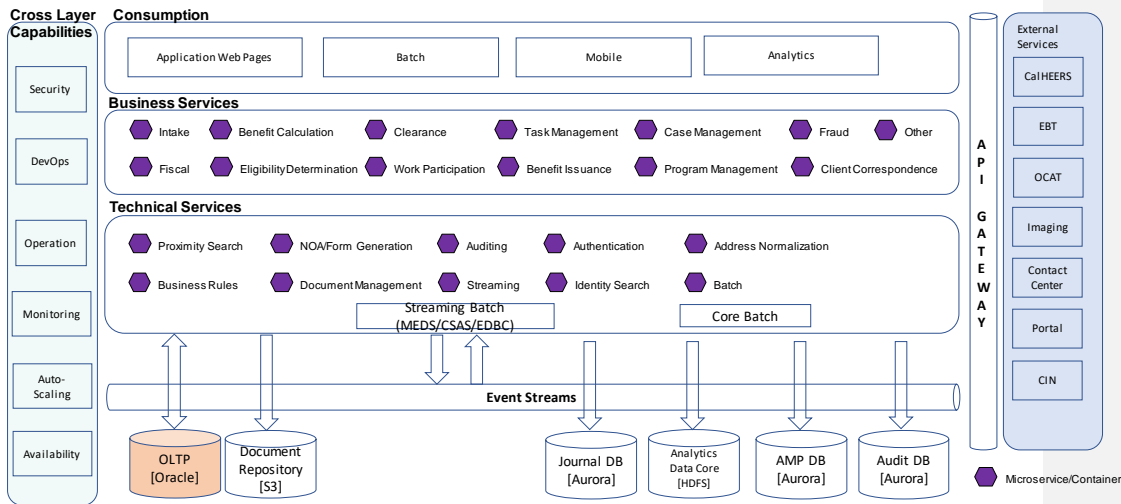 Cross Layer
Capabilities
Security
DevOps
Operation
Monitoring
Auto-
Scaling
Availability
Consumption
Application Web Pages
Batch
Mobile
Analytics
Business Services
Intake
Benefit Calculation
Clearance
Task Management
Case Management
Fraud
Other
Fiscal
Eligibility Determination
Work Participation
Benefit Issuance
Program Management
Client Correspondence
Technical Services
Proximity Search
NOA/Form Generation
Auditing
Authentication
Address Normalization
Business Rules
Document Management
Streaming
Identity Search
Batch
Streaming Batch
(MEDS/CSAS/EDBC)
Core Batch
Event Streams
OLTP
[Oracle]
Document
Repository
[S3]
Journal DB
[Aurora]
Analytics
Data Core
[HDFS]
AMP DB
[Aurora]
Audit DB
[Aurora]
API GATEWAY
External
Services
CalHEERS
EBT
OCAT
Imaging
Contact
Center
Portal
CIN
Microservice/Container